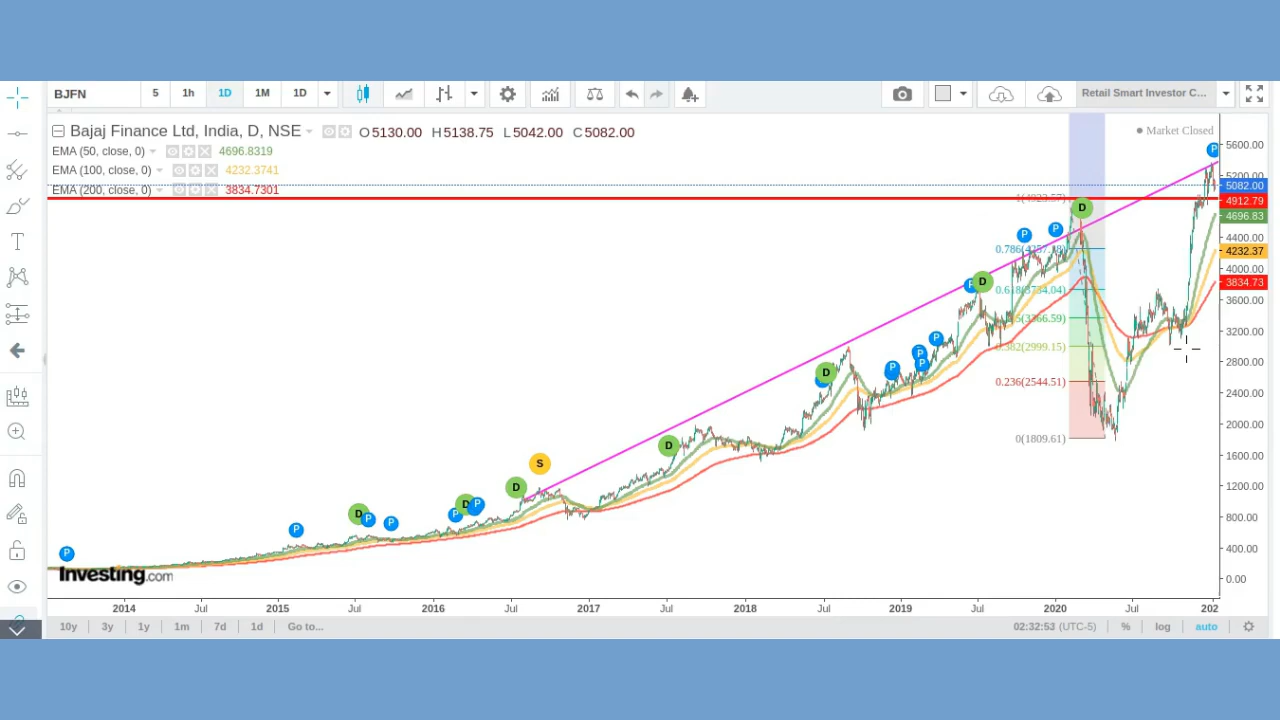 BJFN 5 1h 1D 1M 1D Retail Smart Investor C...
Bajaj Finance Ltd, India, D, NSE O 5130.00 H 5138.75 L 5042.00 C 5082.00
Market Closed
EMA (50, close, 0) 4696.8319
EMA (100, close, 0) 4232.3741
EMA (200, close, 0) 3834.7301
5600.00
5200.00
5082.00
4912.79
4696.83
4400.00
4232.37
4000.00
3834.73
3600.00
3200.00
2800.00
2400.00
2000.00
1600.00
1200.00
800.00
400.00
0.00
0.618(3734.04)
0.382(2999.15)
0.236(2544.51)
0(1809.61)
P P D P P D P P D S D D P P P P P P D P P D P
Investing.com
2014 Jul 2015 Jul 2016 Jul 2017 Jul 2018 Jul 2019 Jul 2020 Jul 202
10y 3y 1y 1m 7d 1d Go to... 02:32:53 (UTC-5) % log auto